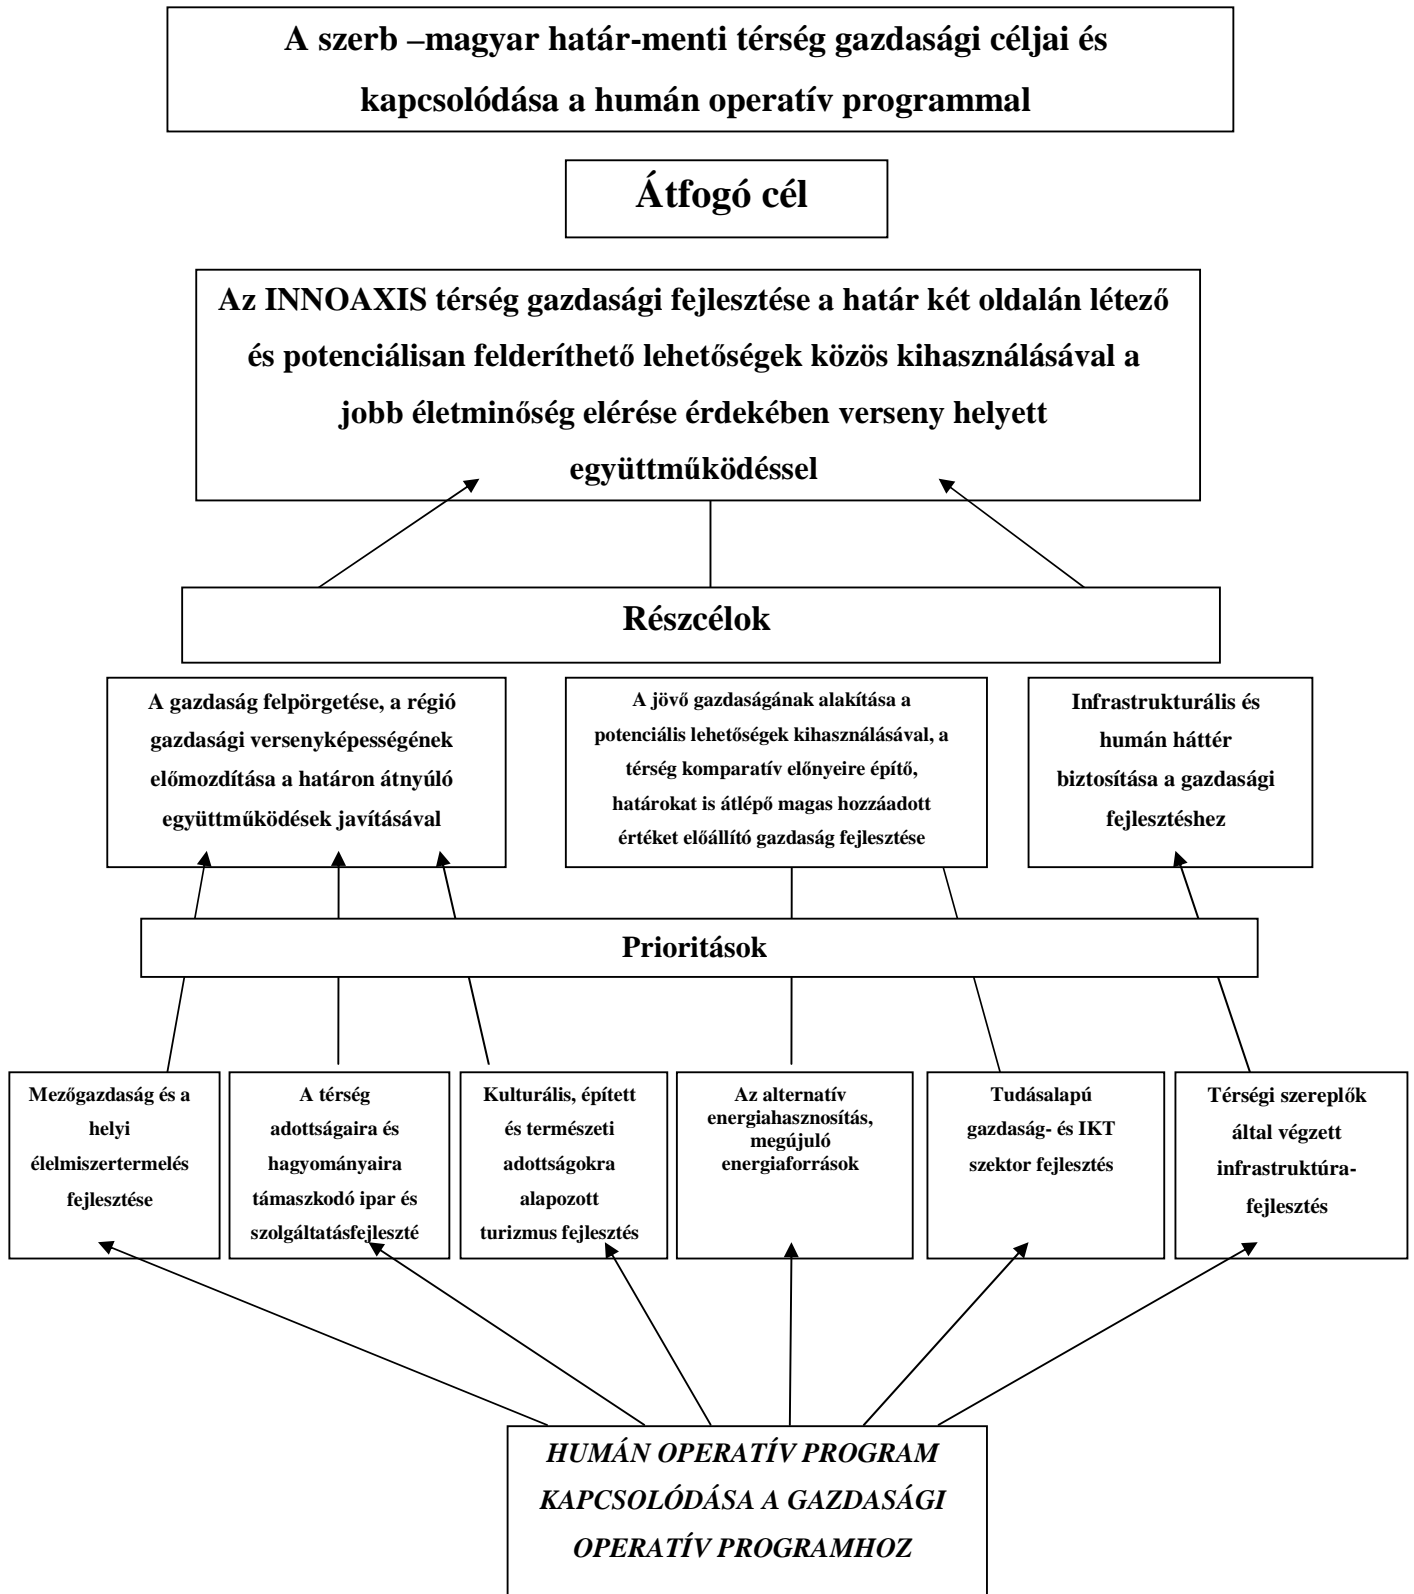 A szerb –magyar határ-menti térség gazdasági céljai és
kapcsolódása a humán operatív programmal
Átfogó cél
Az INNOAXIS térség gazdasági fejlesztése a határ két oldalán létező
és potenciálisan felderíthető lehetőségek közös kihasználásával a
jobb életminőség elérése érdekében verseny helyett
együttműködéssel
Részcélok
A gazdaság felpörgetése, a régió
gazdasági versenyképességének
előmozdítása a határon átnyúló
együttműködések javításával
A jövő gazdaságának alakítása a
potenciális lehetőségek kihasználásával, a
térség komparatív előnyeire építő,
határokat is átlépő magas hozzáadott
értéket előállító gazdaság fejlesztése
Infrastrukturális és
humán háttér
biztosítása a gazdasági
fejlesztéshez
Prioritások
Mezőgazdaság és a
helyi
élelmiszertermelés
fejlesztése
A térség
adottságaira és
hagyományaira
támaszkodó ipar és
szolgáltatásfejleszté
Kulturális, épített
és természeti
adottságokra
alapozott
turizmus fejlesztés
Az alternatív
energiahasznosítás,
megújuló
energiaforrások
Tudásalapú
gazdaság- és IKT
szektor fejlesztés
Térségi szereplők
által végzett
infrastruktúra-
fejlesztés
HUMÁN OPERATÍV PROGRAM
KAPCSOLÓDÁSA A GAZDASÁGI
OPERATÍV PROGRAMHOZ